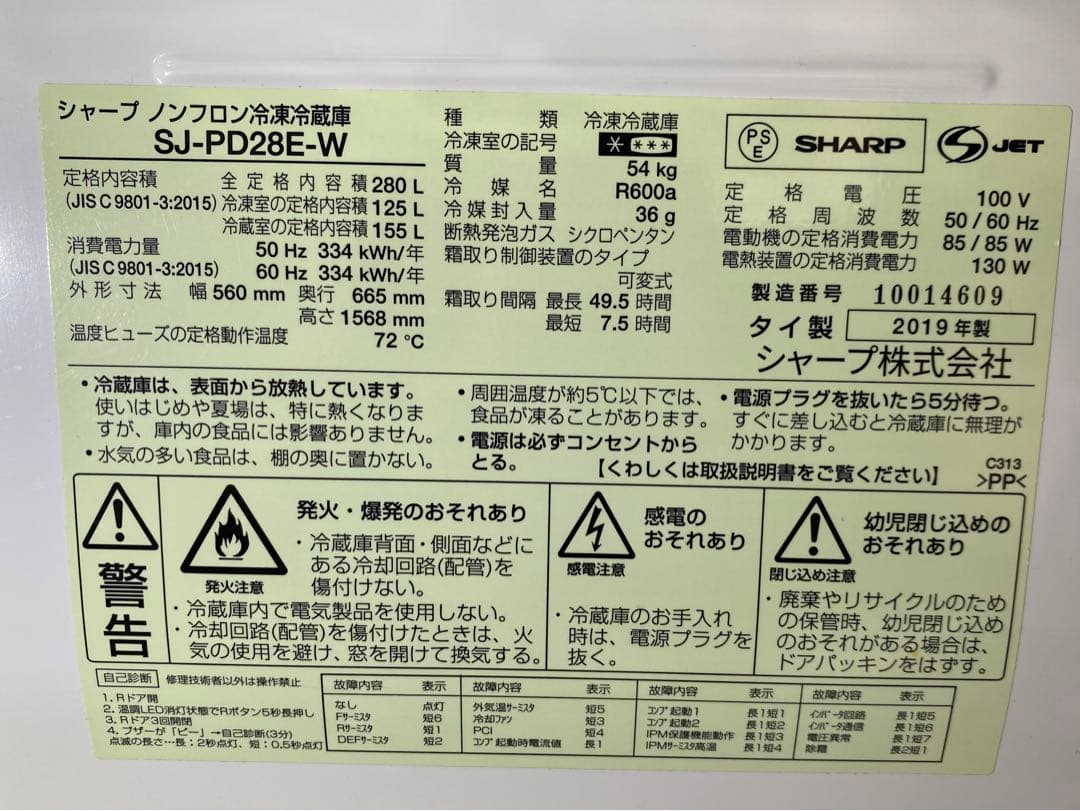 シャープ ノンフロン冷凍冷蔵庫
SJ-PD28E-W
定格内容積 全定格内容積 280 L
(JIS C 9801-3:2015) 冷凍室の定格内容積 125 L
冷蔵室の定格内容積 155 L
消費電力量 50 Hz 334 kWh/年
(JIS C 9801-3:2015) 60 Hz 334 kWh/年
外形寸法 幅 560 mm 奥行 665 mm
高さ 1568 mm
温度ヒューズの定格動作温度 72 ℃
種類 冷凍冷蔵庫
冷凍室の記号 * ***
質量 54 kg
冷媒名 R600a
冷媒封入量 36 g
断熱発泡ガス シクロペンタン
霜取り制御装置のタイプ
可変式
霜取り間隔 最長 49.5 時間
最短 7.5 時間
PSE SHARP S JET
定格電圧 100 V
定格周波数 50 / 60 Hz
電動機の定格消費電力 85 / 85 W
電熱装置の定格消費電力 130 W
製造番号 10014609
タイ製 2019 年製
シャープ株式会社
・冷蔵庫は、表面から放熱しています。
使いはじめや夏場は、特に熱くなりま
すが、庫内の食品には影響ありません。
・水気の多い食品は、棚の奥に置かない。
・周囲温度が約5℃以下では、
食品が凍ることがあります。
・電源は必ずコンセントから
とる。
・電源プラグを抜いたら5分待つ。
すぐに差し込むと冷蔵庫に無理が
かかります。
【くわしくは取扱説明書をご覧ください】
C313
>PP<
警告
発火注意
発火・爆発のおそれあり
・冷蔵庫背面・側面などに
ある冷却回路(配管)を
傷付けない。
・冷蔵庫内で電気製品を使用しない。
・冷却回路(配管)を傷付けたときは、火
気の使用を避け、窓を開けて換気する。
感電注意
感電の
おそれあり
・冷蔵庫のお手入れ
時は、電源プラグを
抜く。
閉じ込め注意
幼児閉じ込めの
おそれあり
・廃棄やリサイクルのため
の保管時、幼児閉じ込め
のおそれがある場合は、
ドアパッキンをはずす。
自己診断 修理技術者以外は操作禁止
1. Rドア開
2. 温調LED消灯状態でRボタン5秒長押し
3. Rドア3回開閉
4. ブザーが「ピー」→自己診断(3分)
点滅の長さ…長:2秒点灯、短:0.5秒点灯
故障内容 表示
なし 点灯
Fサーミスタ 短6
Rサーミスタ 短1
DEFサーミスタ 短2
故障内容 表示
外気温サーミスタ 短5
冷却ファン 短3
PCI 短4
コンプ起動時電流値 長1
故障内容 表示
コンプ起動1 長1短1
コンプ起動2 長1短2
IPM保護機能動作 長1短3
IPMサーミスタ高温 長1短4
故障内容 表示
インバータ回路 長1短5
インバータ通信 長1短6
電圧異常 長1短7
除霜 長2短1